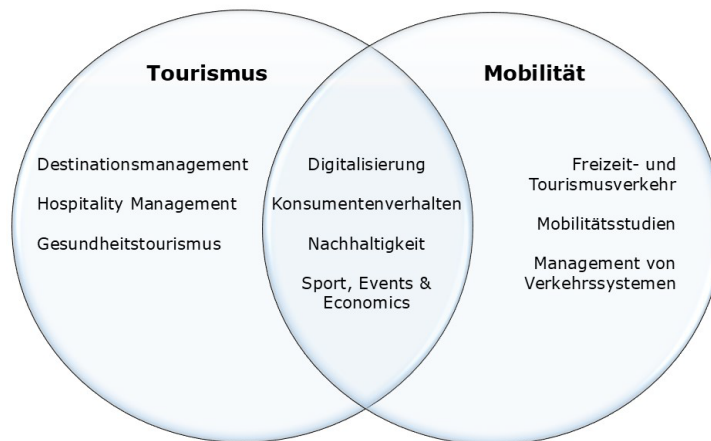 Tourismus
Mobilität
Destinationsmanagement
Hospitality Management
Gesundheitstourismus
Digitalisierung
Konsumentenverhalten
Nachhaltigkeit
Sport, Events &
Economics
Freizeit- und
Tourismusverkehr
Mobilitätsstudien
Management von
Verkehrssystemen